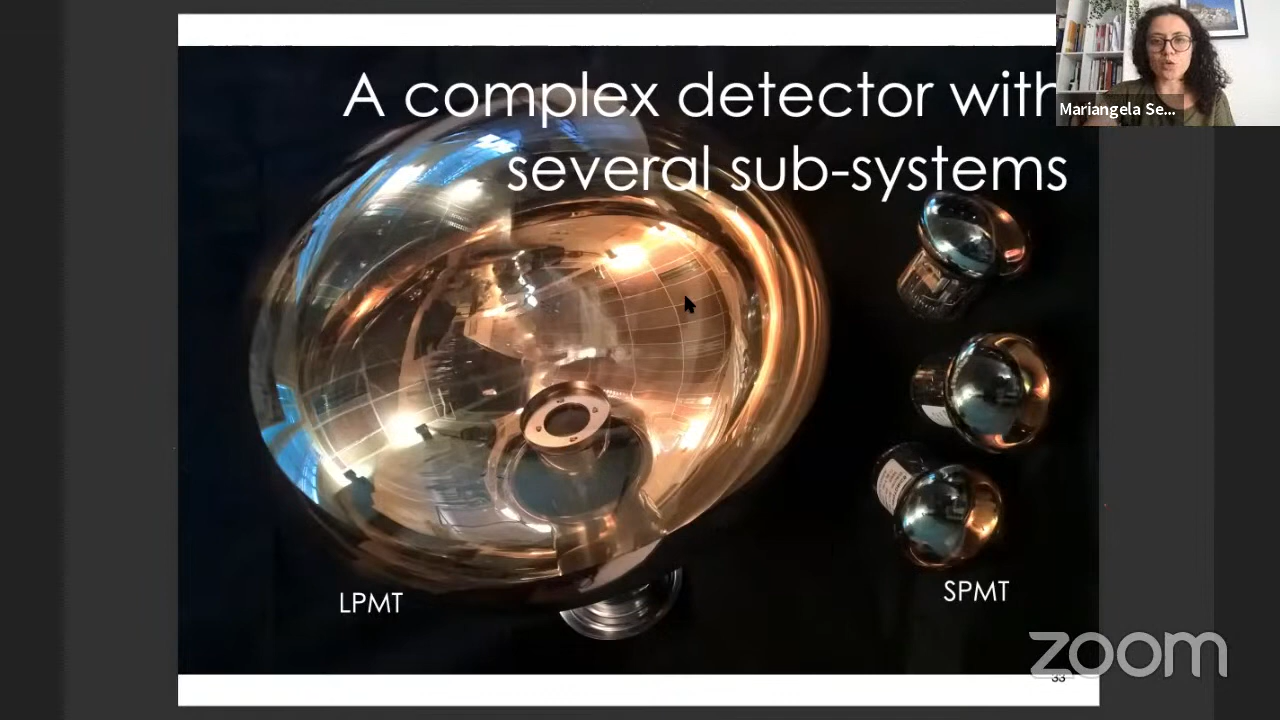 A complex detector with
several sub-systems
Mariangela Se...
LPMT
SPMT
zoom
33